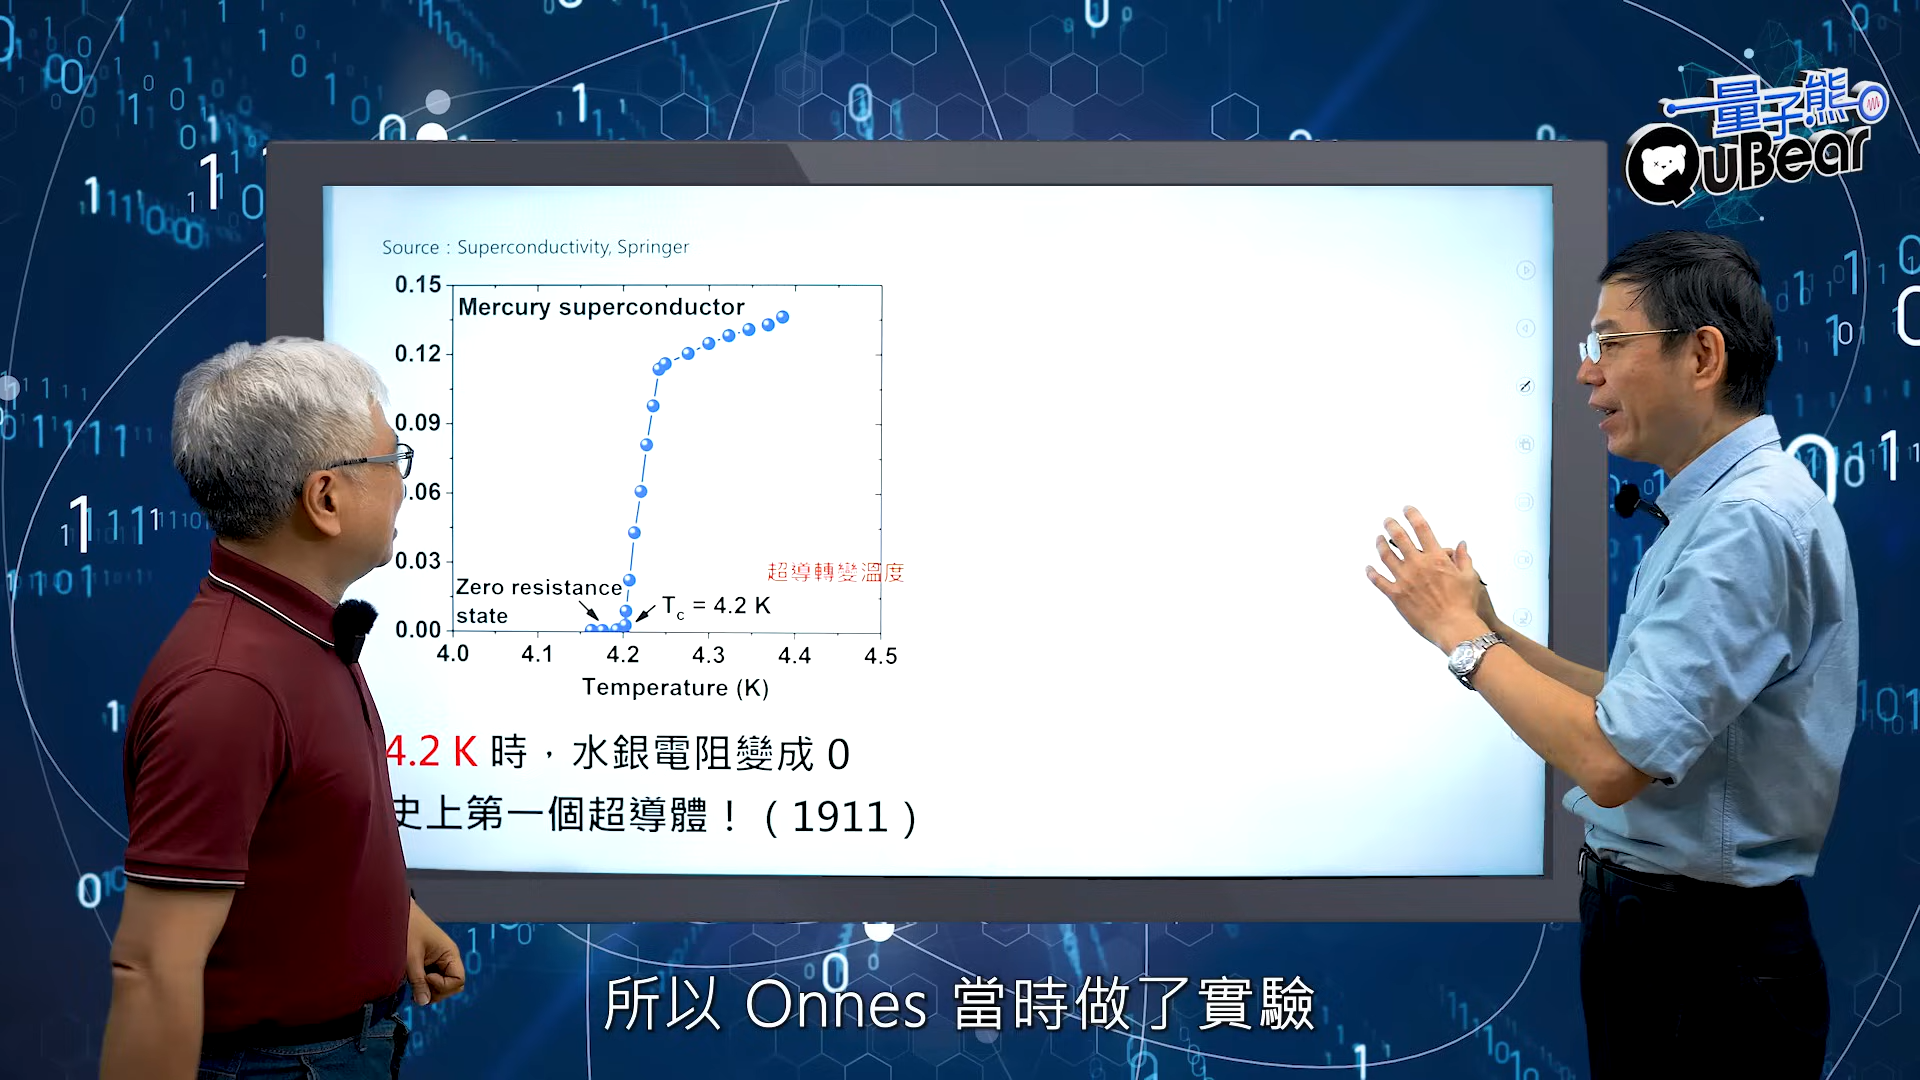 量子熊
QuBear
Source : Superconductivity, Springer
0.15
Mercury superconductor
0.12
0.09
0.06
0.03
超導轉變溫度
Zero resistance
state
Tc = 4.2 K
0.00
4.0 4.1 4.2 4.3 4.4 4.5
Temperature (K)
4.2 K 時，水銀電阻變成 0
史上第一個超導體！（1911）
所以 Onnes 當時做了實驗